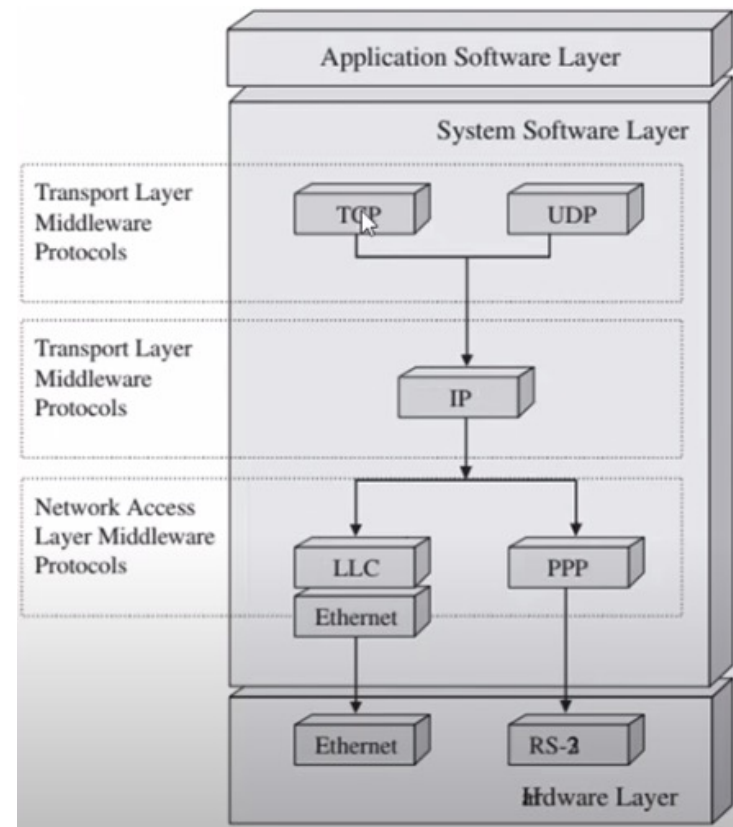 Application Software Layer
System Software Layer
Transport Layer
Middleware
Protocols
TCP
UDP
Transport Layer
Middleware
Protocols
IP
Network Access
Layer Middleware
Protocols
LLC
PPP
Ethernet
Ethernet
Layer